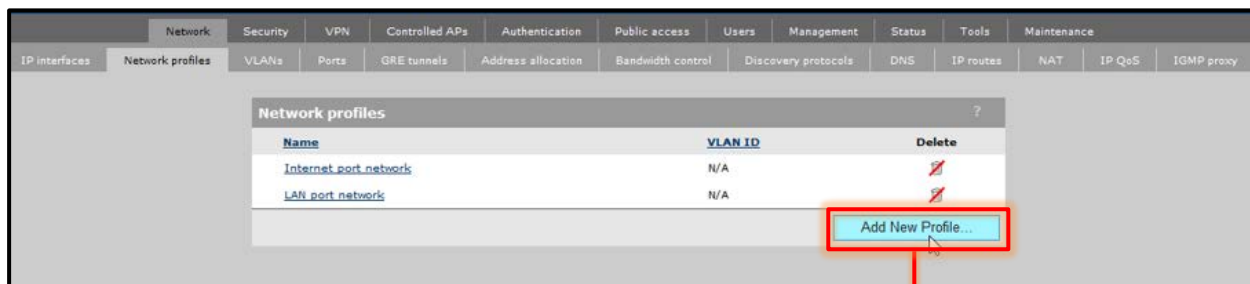 Network Security VPN Controlled APs Authentication Public access Users Management Status Tools Maintenance
IP interfaces Network profiles VLANs Ports GRE tunnels Address allocation Bandwidth control Discovery protocols DNS IP routes NAT IP QoS IGMP proxy
Network profiles ?
Name VLAN ID Delete
Internet port network N/A
LAN port network N/A
Add New Profile...